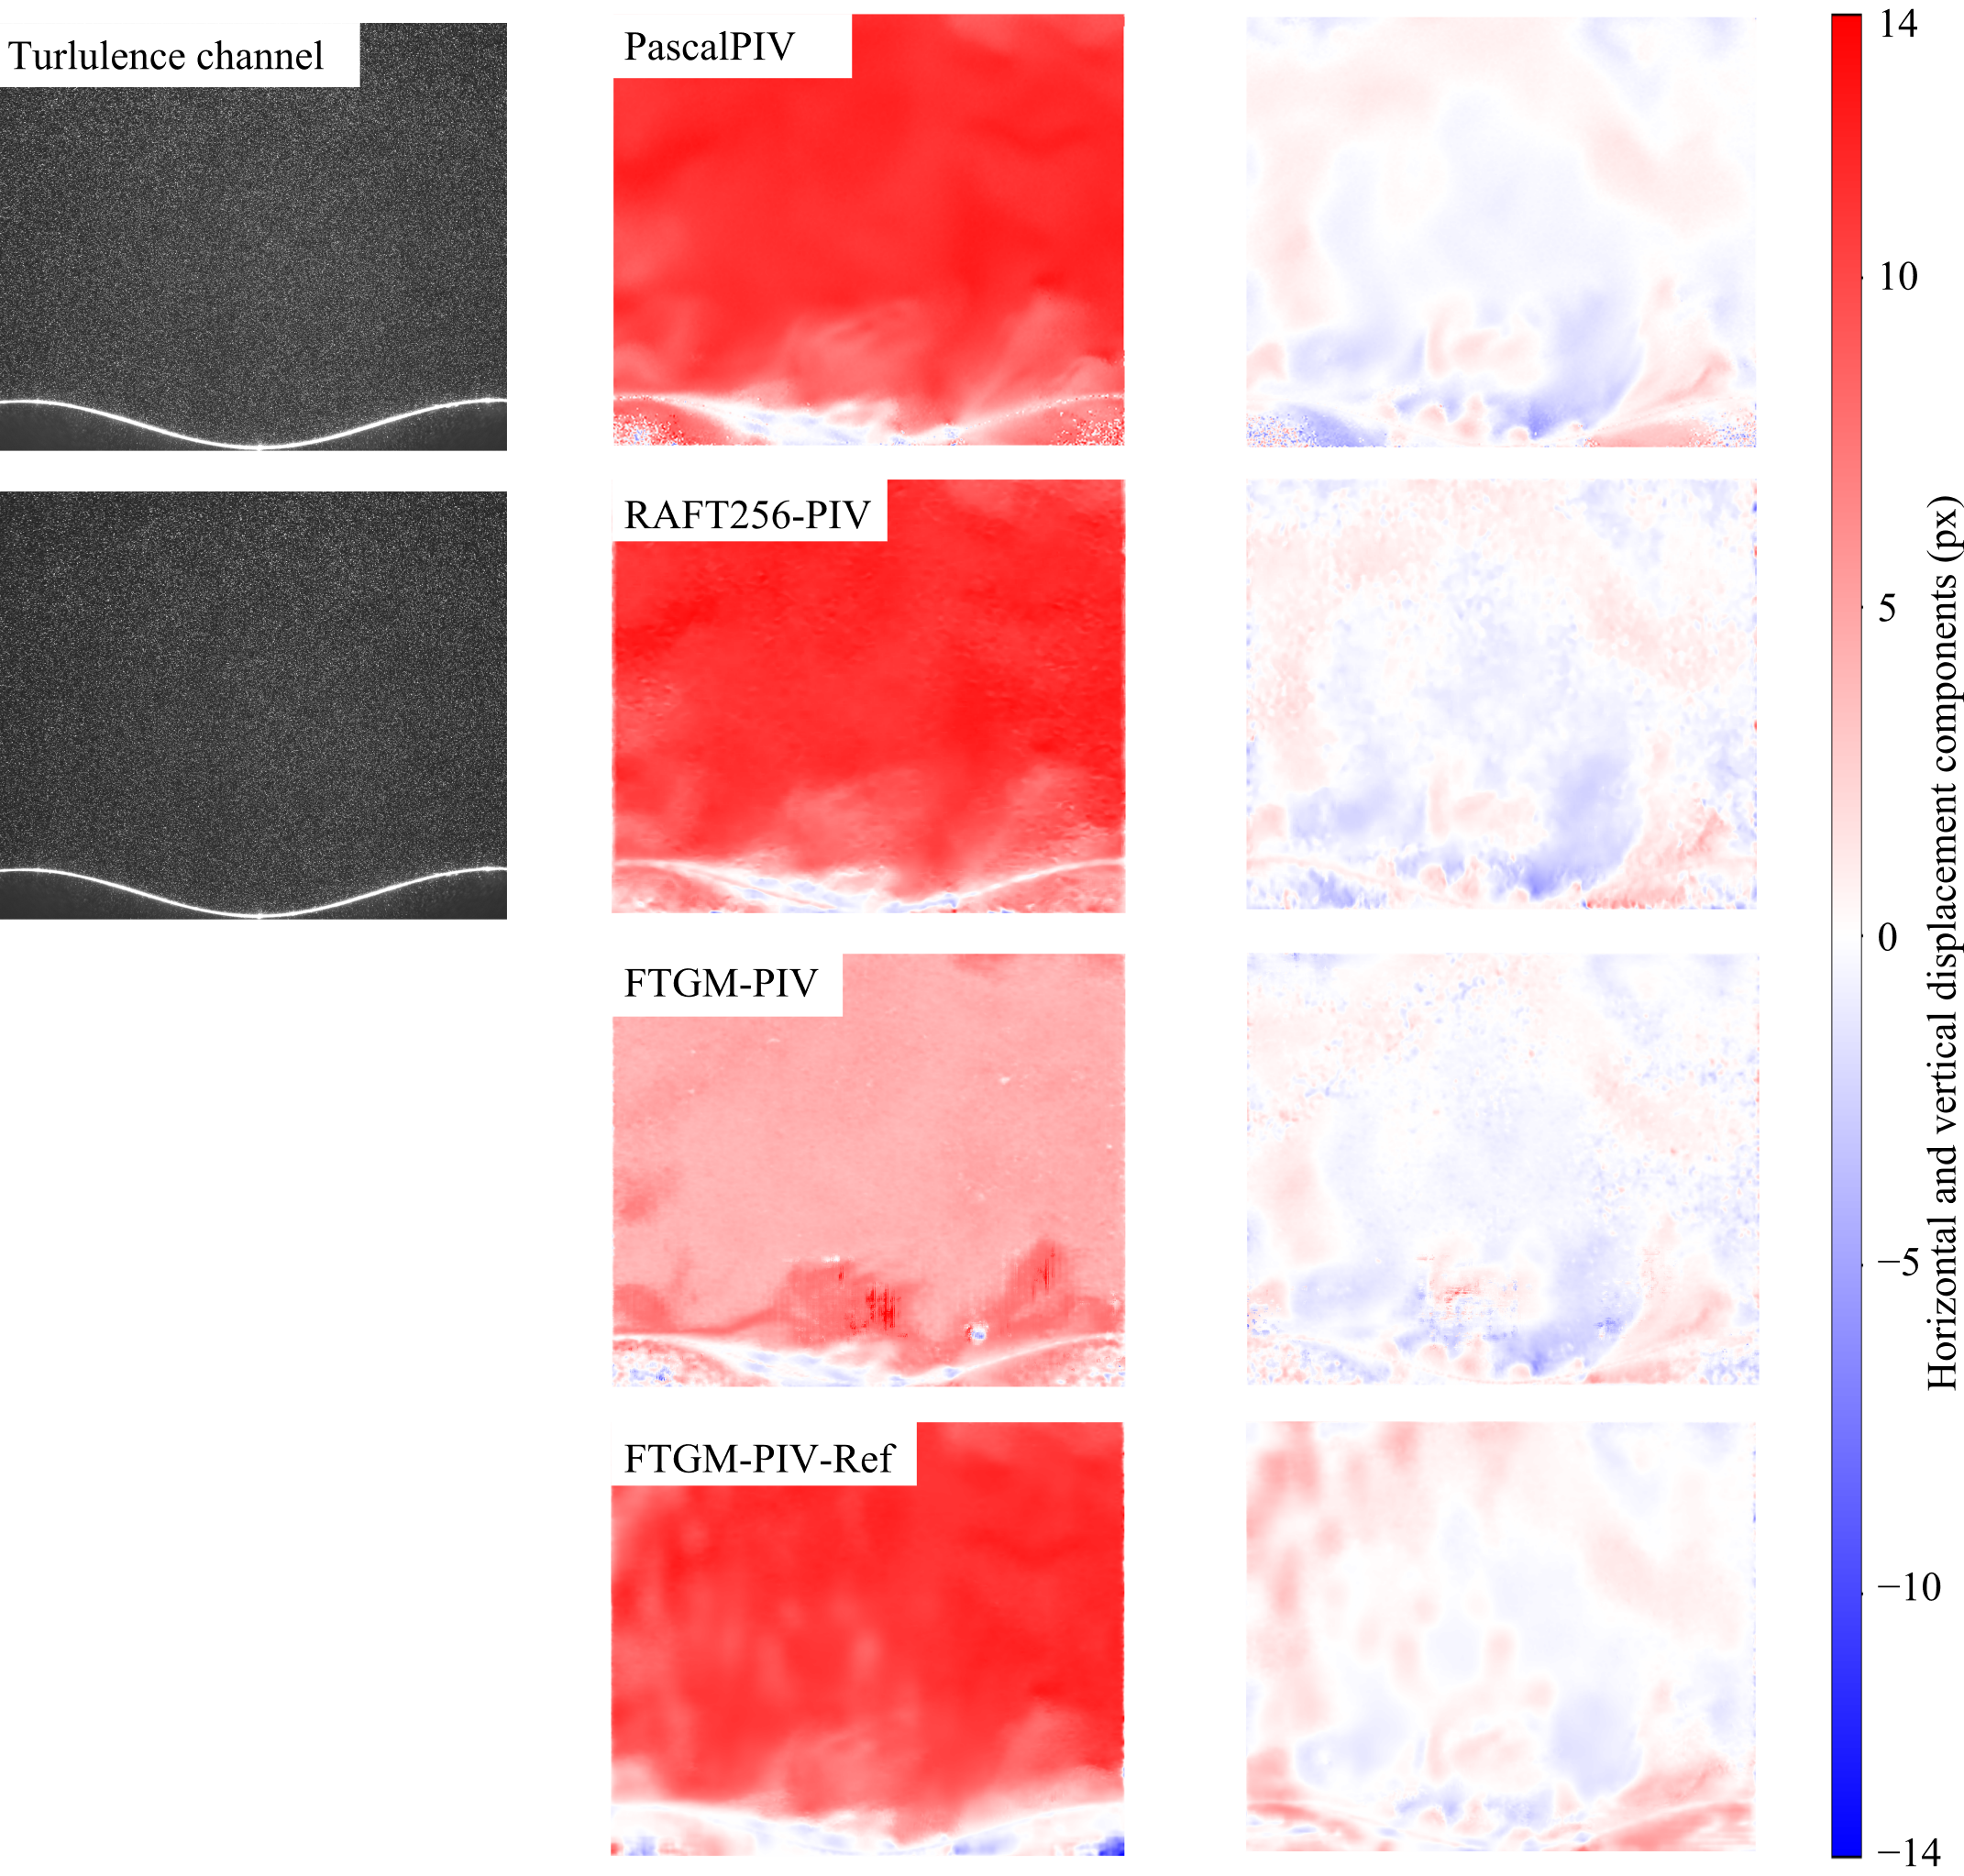 Turlulence channel
PascalPIV
RAFT256-PIV
FTGM-PIV
FTGM-PIV-Ref
14
10
5
0
−5
−10
−14
Horizontal and vertical displacement components (px)